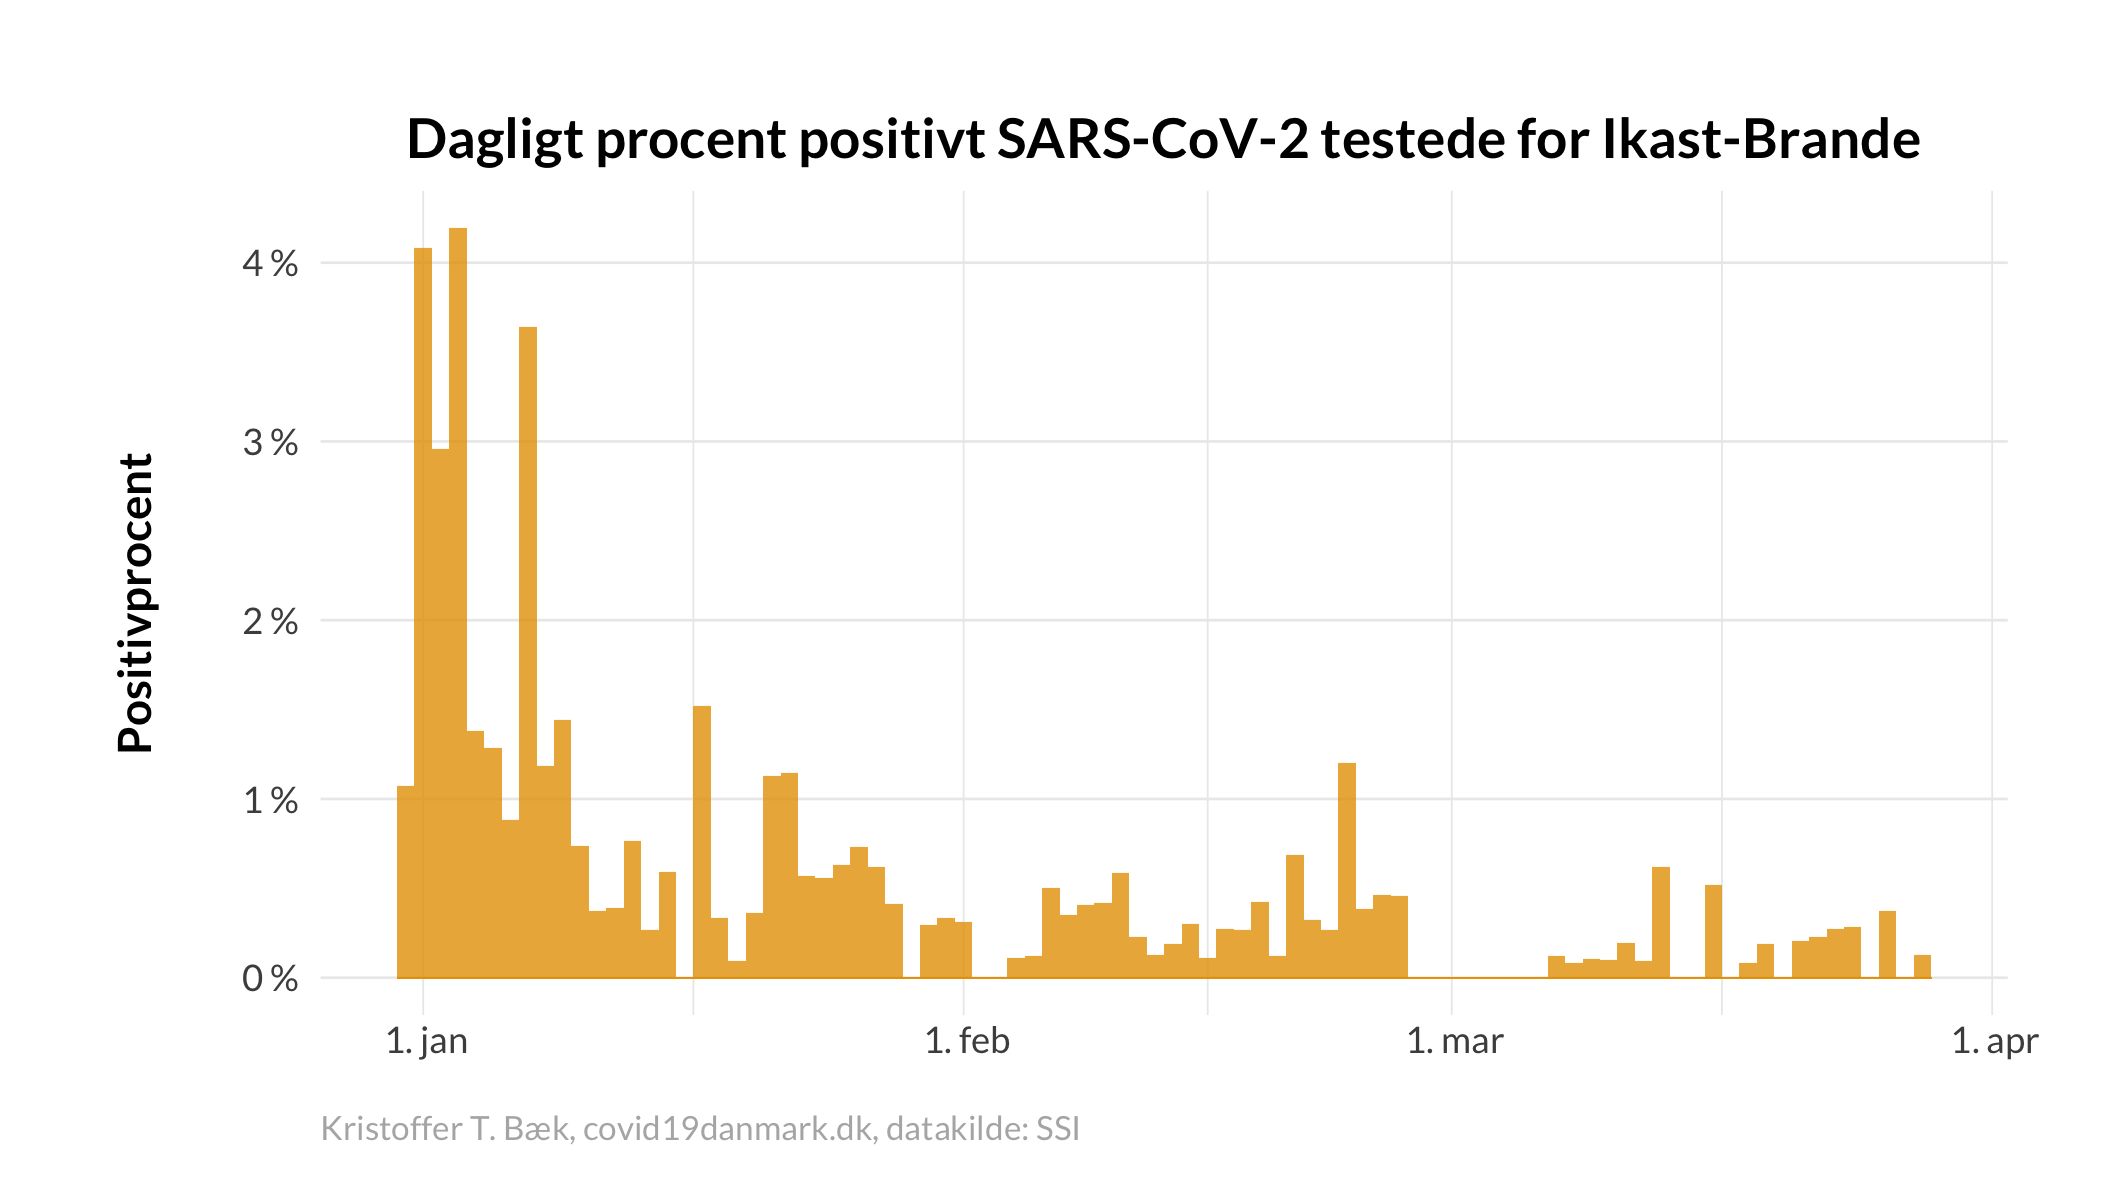 Dagligt procent positivt SARS-CoV-2 testede for Ikast-Brande
Positivprocent
4 %
3 %
2 %
1 %
0 %
1. jan
1. feb
1. mar
1. apr
Kristoffer T. Bæk, covid19danmark.dk, datakilde: SSI